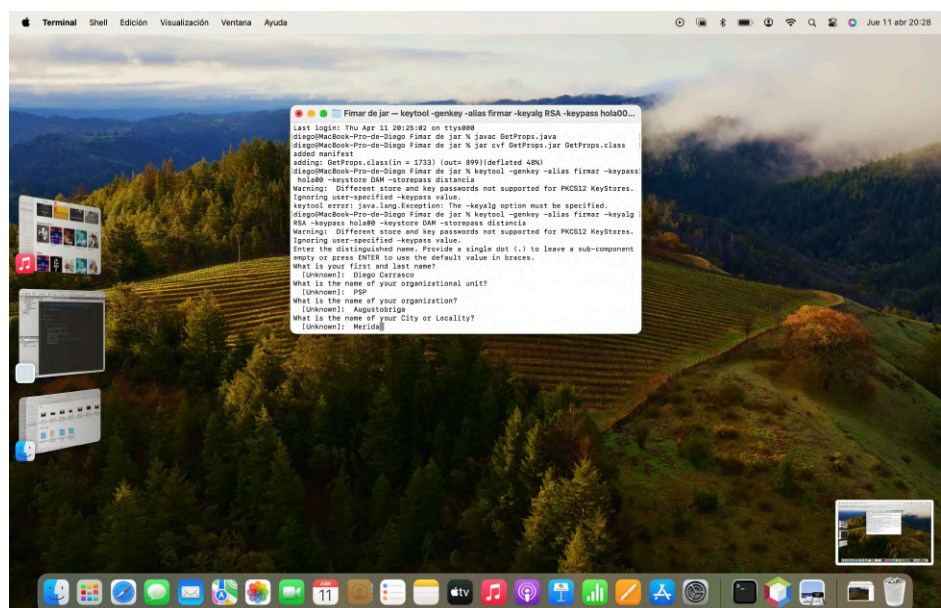 Terminal Shell Edición Visualización Ventana Ayuda
Jue 11 abr 20:28
Fimar de jar — keytool -genkey -alias firmar -keyalg RSA -keypass hola00...
Last login: Thu Apr 11 20:25:02 on ttys000
diego@MacBook-Pro-de-Diego Fimar de jar % javac GetProps.java
diego@MacBook-Pro-de-Diego Fimar de jar % jar cvf GetProps.jar GetProps.class
added manifest
adding: GetProps.class(in = 1733) (out= 899)(deflated 48%)
diego@MacBook-Pro-de-Diego Fimar de jar % keytool -genkey -alias firmar -keypass
hola00 -keystore DAM -storepass distancia
Warning: Different store and key passwords not supported for PKCS12 KeyStores.
Ignoring user-specified -keypass value.
keytool error: java.lang.Exception: The -keyalg option must be specified.
diego@MacBook-Pro-de-Diego Fimar de jar % keytool -genkey -alias firmar -keyalg
RSA -keypass hola00 -keystore DAM -storepass distancia
Warning: Different store and key passwords not supported for PKCS12 KeyStores.
Ignoring user-specified -keypass value.
Enter the distinguished name. Provide a single dot (.) to leave a sub-component
empty or press ENTER to use the default value in braces.
What is your first and last name?
[Unknown]: Diego Carrasco
What is the name of your organizational unit?
[Unknown]: PSP
What is the name of your organization?
[Unknown]: Augustobriga
What is the name of your City or Locality?
[Unknown]: Merida
ABR
11
tv